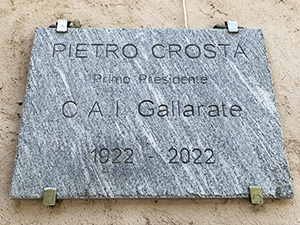 PIETRO CROSTA
Primo Presidente
C.A.I. Gallarate
1922 - 2022